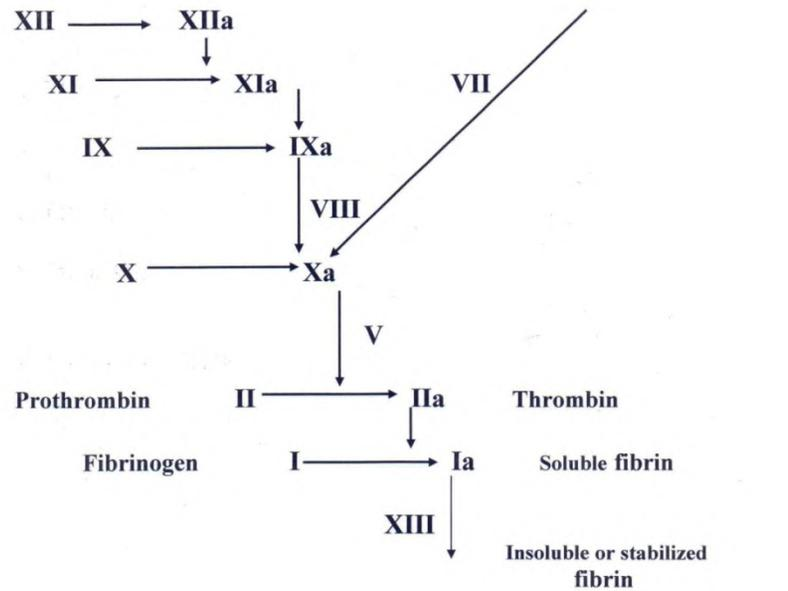 XII XIIa
XI XIa VII
IX IXa
VIII
X Xa
V
Prothrombin II IIa Thrombin
Fibrinogen I Ia Soluble fibrin
XIII
Insoluble or stabilized
fibrin